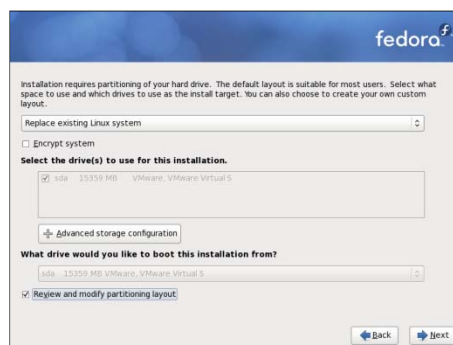 fedora
Installation requires partitioning of your hard drive. The default layout is suitable for most users. Select what
space to use and which drives to use as the install target. You can also choose to create your own custom
layout.
Replace existing Linux system
Encrypt system
Select the drive(s) to use for this installation.
sda 15359 MB VMware, VMware Virtual S
Advanced storage configuration
What drive would you like to boot this installation from?
sda 15359 MB VMware, VMware Virtual S
Review and modify partitioning layout
Back Next